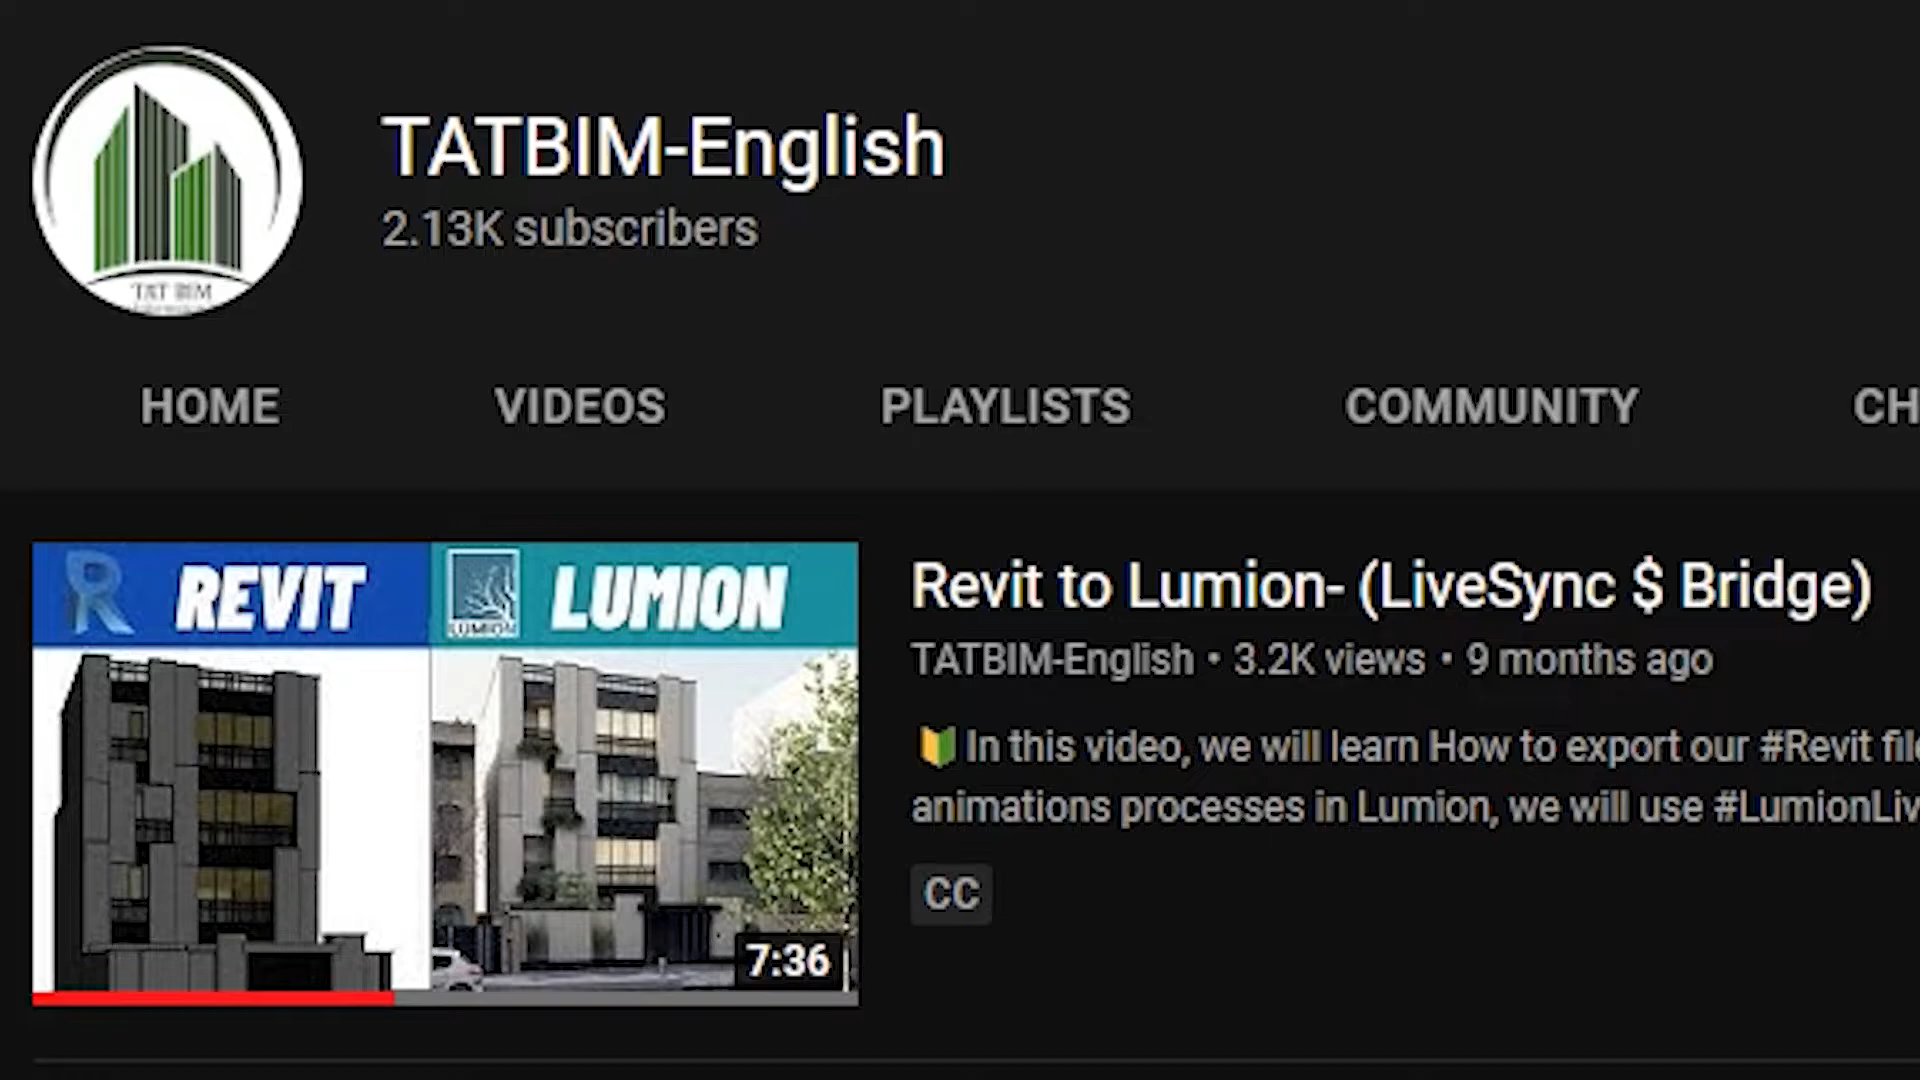 TATBIM-English
2.13K subscribers
TAT BIM
HOME VIDEOS PLAYLISTS COMMUNITY CH
REVIT LUMION
LUMION
7:36
Revit to Lumion- (LiveSync $ Bridge)
TATBIM-English • 3.2K views • 9 months ago
In this video, we will learn How to export our #Revit file
animations processes in Lumion, we will use #LumionLiv
CC